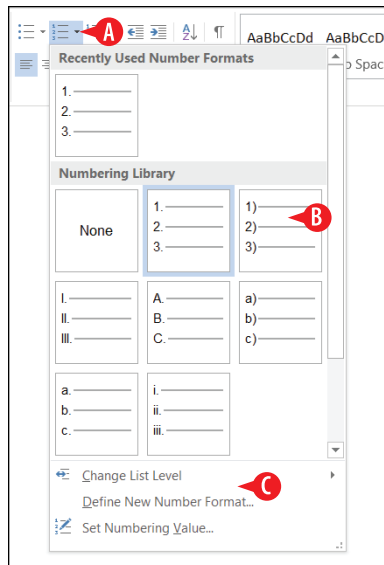 A
AaBbCcDd AaBbCcDd
Recently Used Number Formats
1.
2.
3.
Spac
Numbering Library
None
1.
2.
3.
1)
2)
3)
B
I.
II.
III.
A.
B.
C.
a)
b)
c)
a.
b.
c.
i.
ii.
iii.
Change List Level
Define New Number Format...
C
Set Numbering Value...